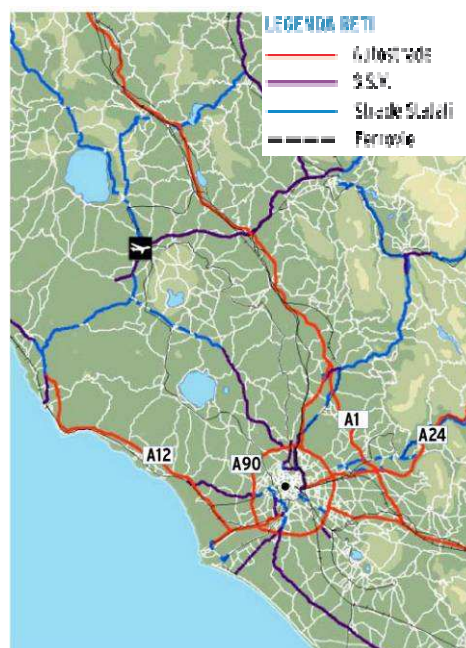 LEGENDA RETI
Autostrade
S.G.V.
Strade Statali
Ferrovie
A1
A24
A12
A90